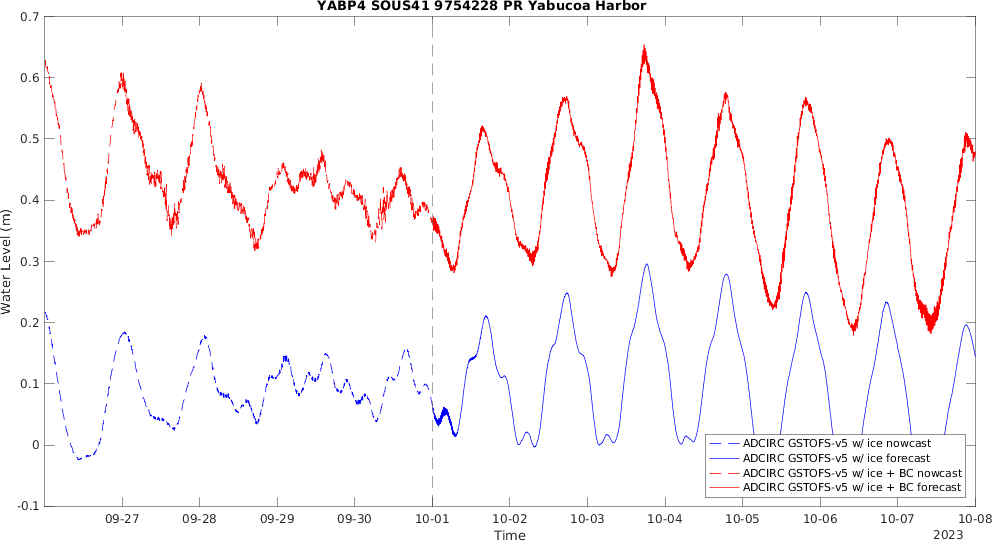 YABP4 SOUS41 9754228 PR Yabucoa Harbor
0.7
0.6
0.5
0.4
0.3
0.2
0.1
0
-0.1
Water Level (m)
09-27 09-28 09-29 09-30 10-01 10-02 10-03 10-04 10-05 10-06 10-07 10-08
Time
2023
ADCIRC GSTOFS-v5 w/ ice nowcast
ADCIRC GSTOFS-v5 w/ ice forecast
ADCIRC GSTOFS-v5 w/ ice + BC nowcast
ADCIRC GSTOFS-v5 w/ ice + BC forecast